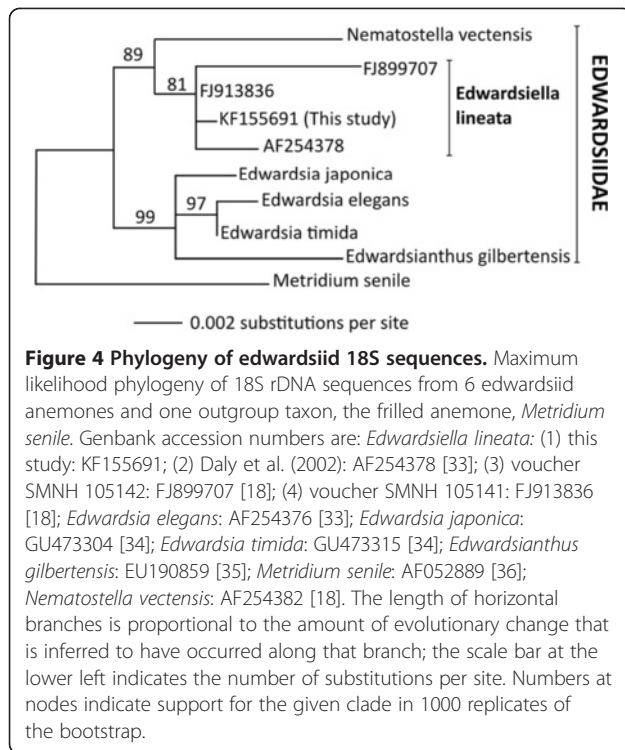 Nematostella vectensis
89
FJ899707
81
FJ913836
Edwardsiella
lineata
KF155691 (This study)
AF254378
EDWARDSIIDAE
Edwardsia japonica
97
Edwardsia elegans
99
Edwardsia timida
Edwardsianthus gilbertensis
Metridium senile
0.002 substitutions per site
Figure 4 Phylogeny of edwardsiid 18S sequences. Maximum
likelihood phylogeny of 18S rDNA sequences from 6 edwardsiid
anemones and one outgroup taxon, the frilled anemone, Metridium
senile. Genbank accession numbers are: Edwardsiella lineata: (1) this
study: KF155691; (2) Daly et al. (2002): AF254378 [33]; (3) voucher
SMNH 105142: FJ899707 [18]; (4) voucher SMNH 105141: FJ913836
[18]; Edwardsia elegans: AF254376 [33]; Edwardsia japonica:
GU473304 [34]; Edwardsia timida: GU473315 [34]; Edwardsianthus
gilbertensis: EU190859 [35]; Metridium senile: AF052889 [36];
Nematostella vectensis: AF254382 [18]. The length of horizontal
branches is proportional to the amount of evolutionary change that
is inferred to have occurred along that branch; the scale bar at the
lower left indicates the number of substitutions per site. Numbers at
nodes indicate support for the given clade in 1000 replicates of
the bootstrap.